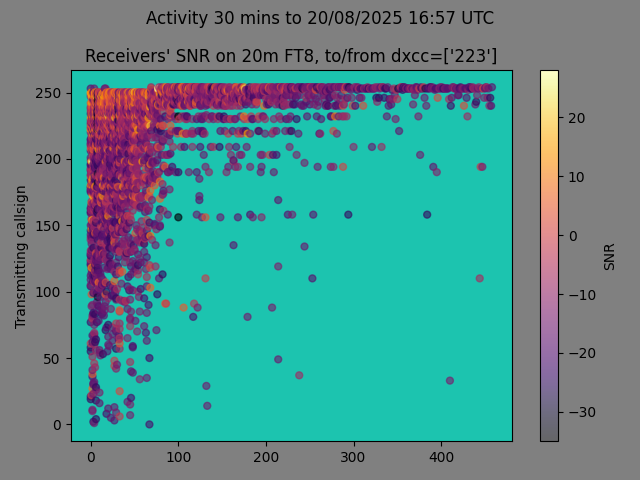 Activity 30 mins to 20/08/2025 16:57 UTC
Receivers' SNR on 20m FT8, to/from dxcc=['223']
Transmitting callsign
250
200
150
100
50
0
0 100 200 300 400
20
10
0
−10
−20
−30
SNR